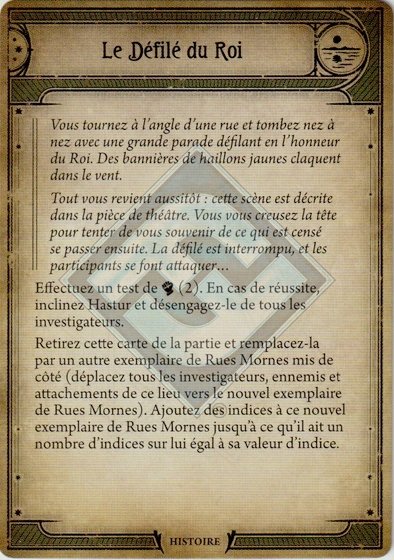 Le Défilé du Roi
Vous tournez à l'angle d'une rue et tombez nez à
nez avec une grande parade défilant en l'honneur
du Roi. Des bannières de haillons jaunes claquent
dans le vent.
Tout vous revient aussitôt : cette scène est décrite
dans la pièce de théâtre. Vous vous creusez la tête
pour tenter de vous souvenir de ce qui est censé
se passer ensuite. La défilé est interrompu, et les
participants se font attaquer…
Effectuez un test de (2). En cas de réussite,
inclinez Hastur et désengagez-le de tous les
investigateurs.
Retirez cette carte de la partie et remplacez-la
par un autre exemplaire de Rues Mornes mis de
côté (déplacez tous les investigateurs, ennemis et
attachements de ce lieu vers le nouvel exemplaire
de Rues Mornes). Ajoutez des indices à ce nouvel
exemplaire de Rues Mornes jusqu'à ce qu'il ait un
nombre d'indices sur lui égal à sa valeur d'indice.
HISTOIRE